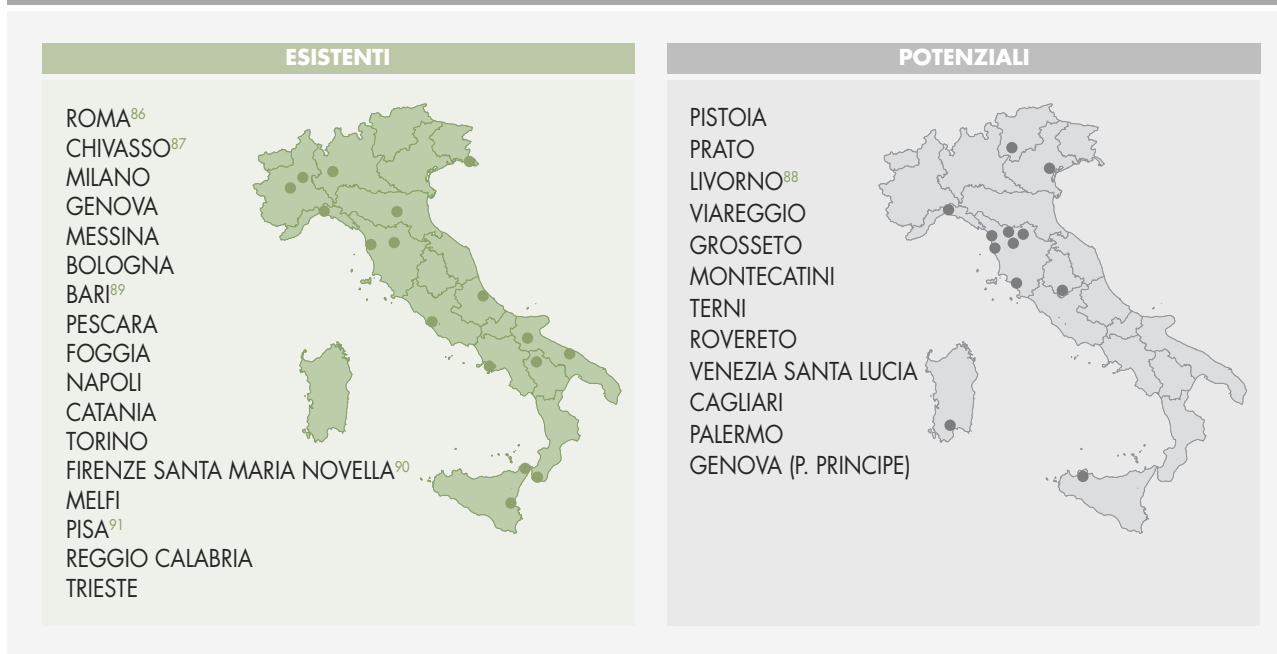 ESISTENTI
ROMA86
CHIVASSO87
MILANO
GENOVA
MESSINA
BOLOGNA
BARI89
PESCARA
FOGGIA
NAPOLI
CATANIA
TORINO
FIRENZE SANTA MARIA NOVELLA90
MELFI
PISA91
REGGIO CALABRIA
TRIESTE
POTENZIALI
PISTOIA
PRATO
LIVORNO88
VIAREGGIO
GROSSETO
MONTECATINI
TERNI
ROVERETO
VENEZIA SANTA LUCIA
CAGLIARI
PALERMO
GENOVA (P. PRINCIPE)